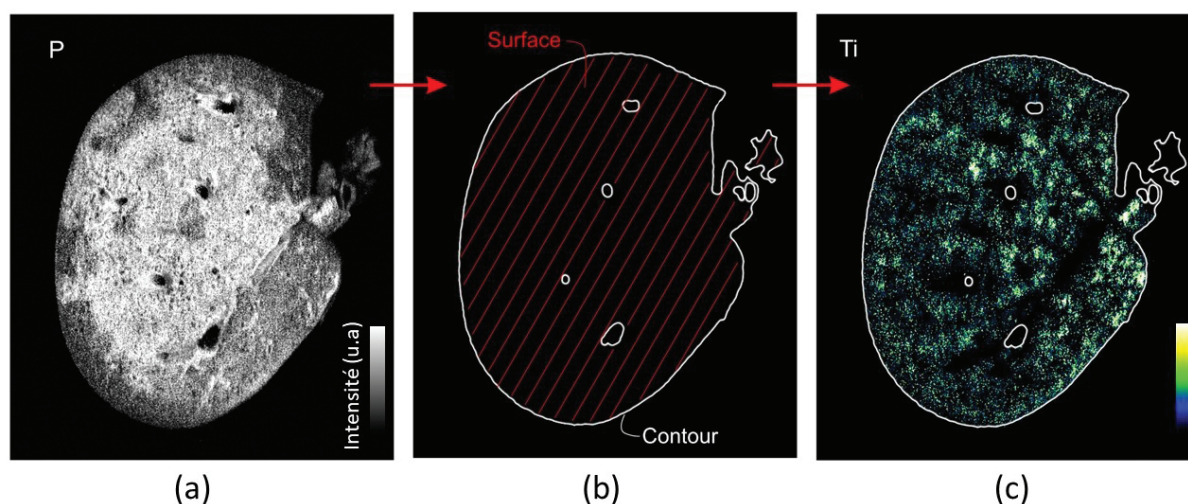 P
Intensité (u.a)
Surface
Contour
Ti
(a)
(b)
(c)